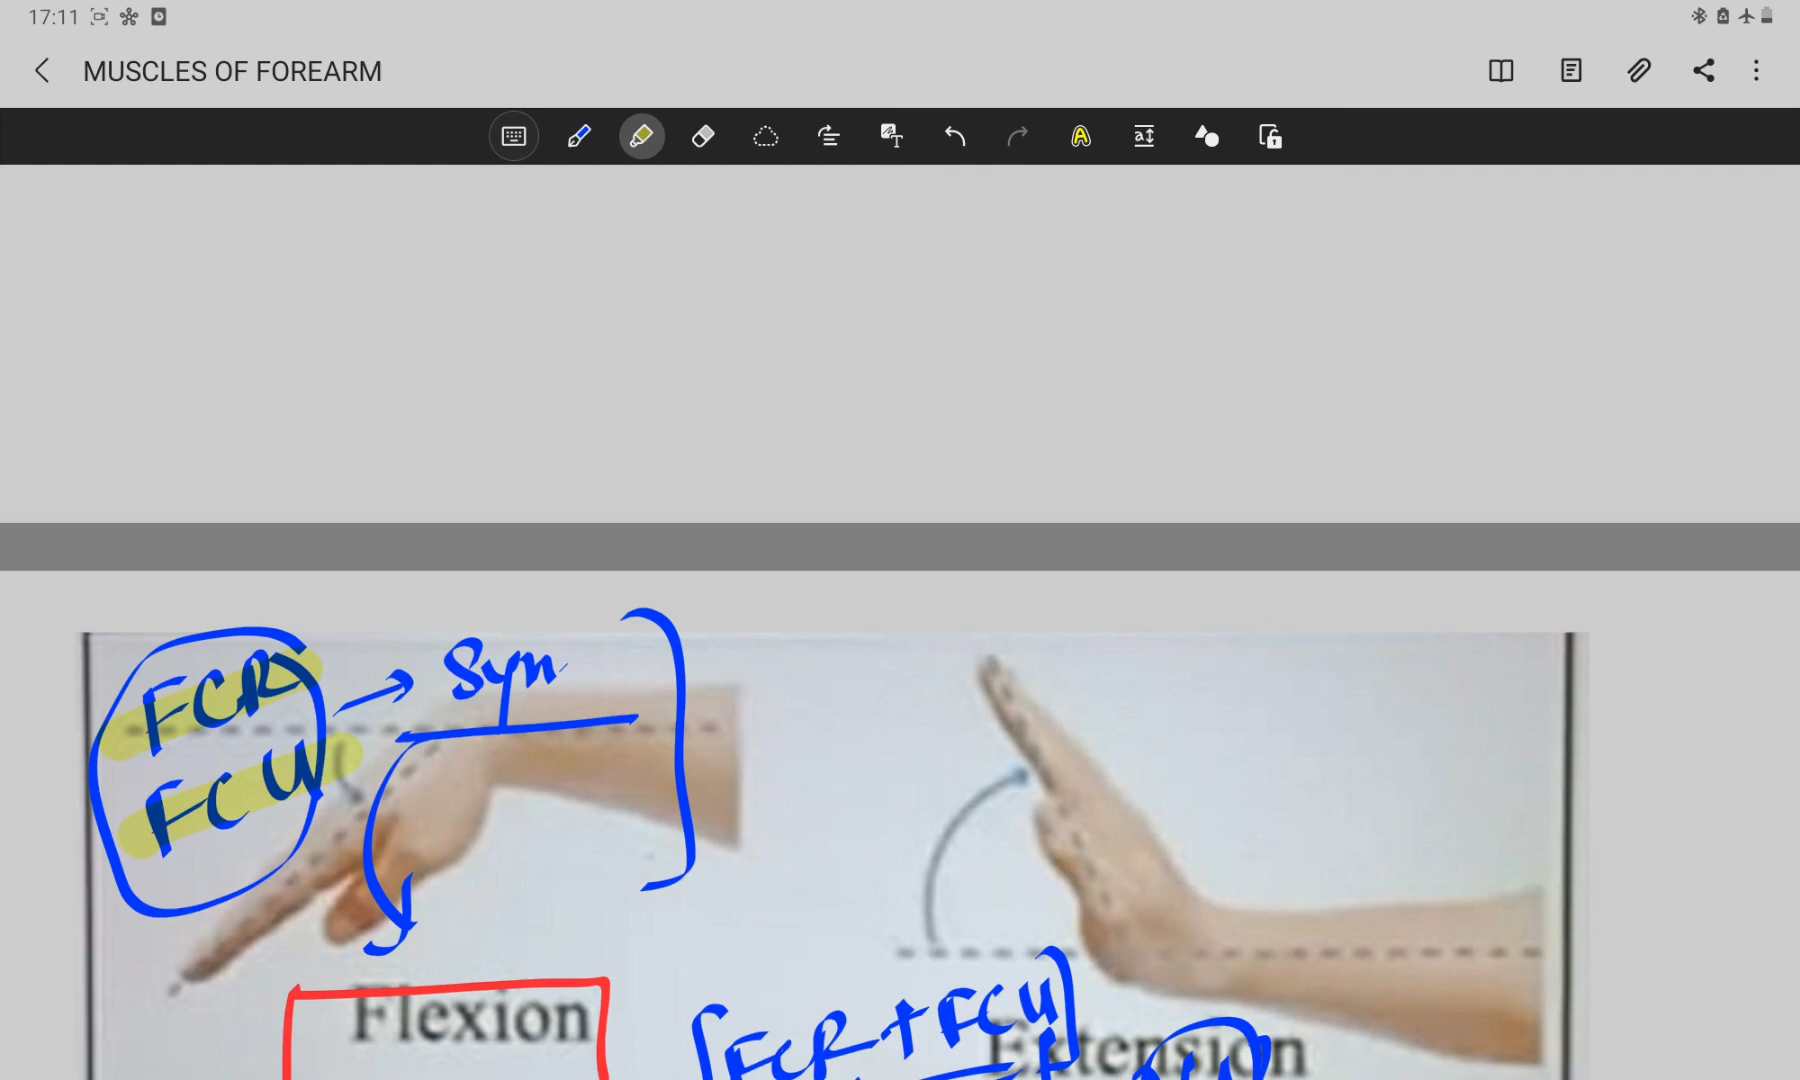 17:11
MUSCLES OF FOREARM
FCR → Syn
FCU
Flexion
[FCR + FCU]
Extension